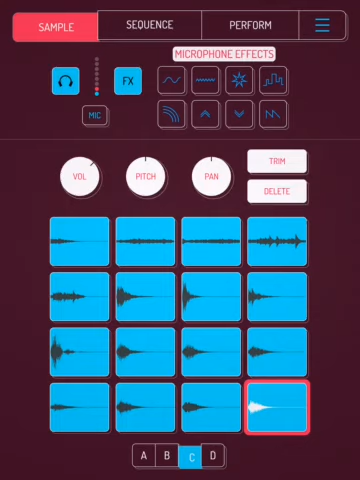 SAMPLE
SEQUENCE
PERFORM
MICROPHONE EFFECTS
FX
MIC
VOL
PITCH
PAN
TRIM
DELETE
A
B
C
D